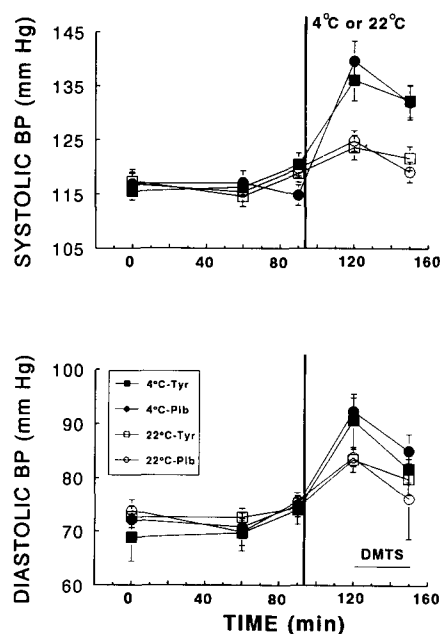 4°C or 22°C
SYSTOLIC BP (mm Hg)
145
135
125
115
105
0 40 80 120 160
DIASTOLIC BP (mm Hg)
100
90
80
70
60
4°C-Tyr
4°C-Plb
22°C-Tyr
22°C-Plb
DMTS
0 40 80 120 160
TIME (min)